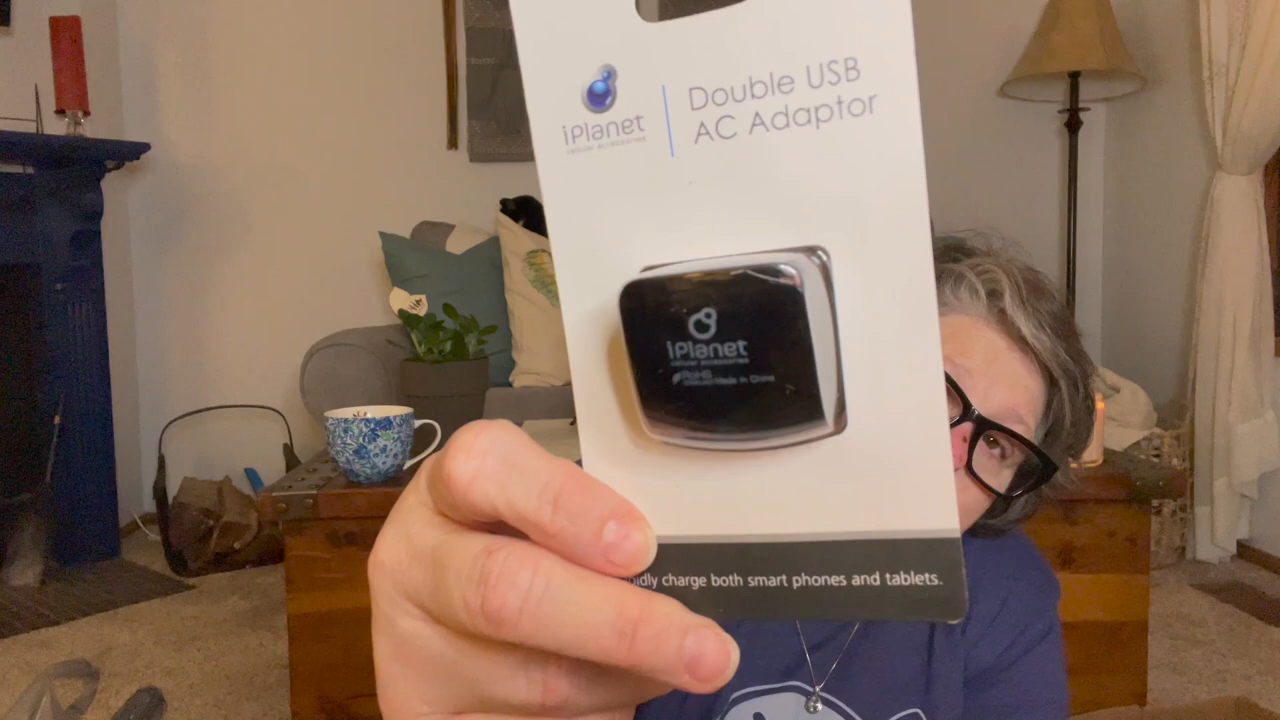 iPlanet
cellular accessories
Double USB
AC Adaptor
iPlanet
cellular accessories
RoHS
Made in China
charge both smart phones and tablets.